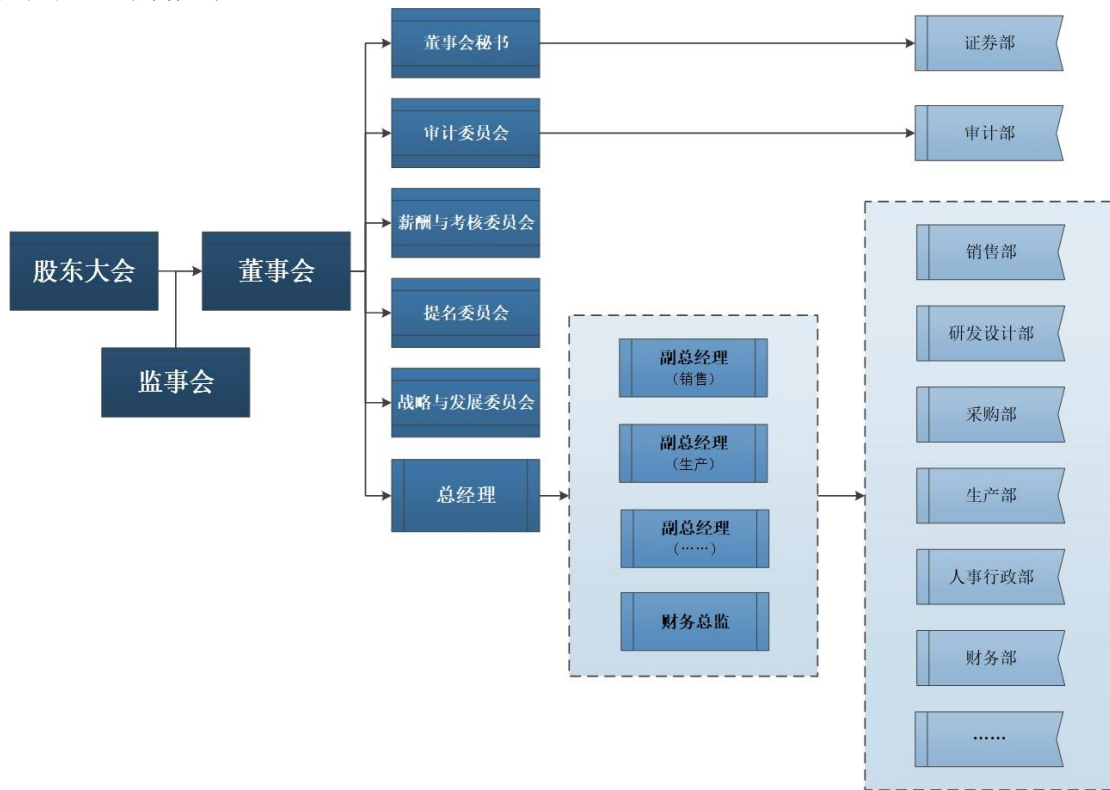 股东大会
监事会
董事会
董事会秘书
审计委员会
薪酬与考核委员会
提名委员会
战略与发展委员会
总经理
副总经理
（销售）
副总经理
（生产）
副总经理
（……）
财务总监
证券部
审计部
销售部
研发设计部
采购部
生产部
人事行政部
财务部
……